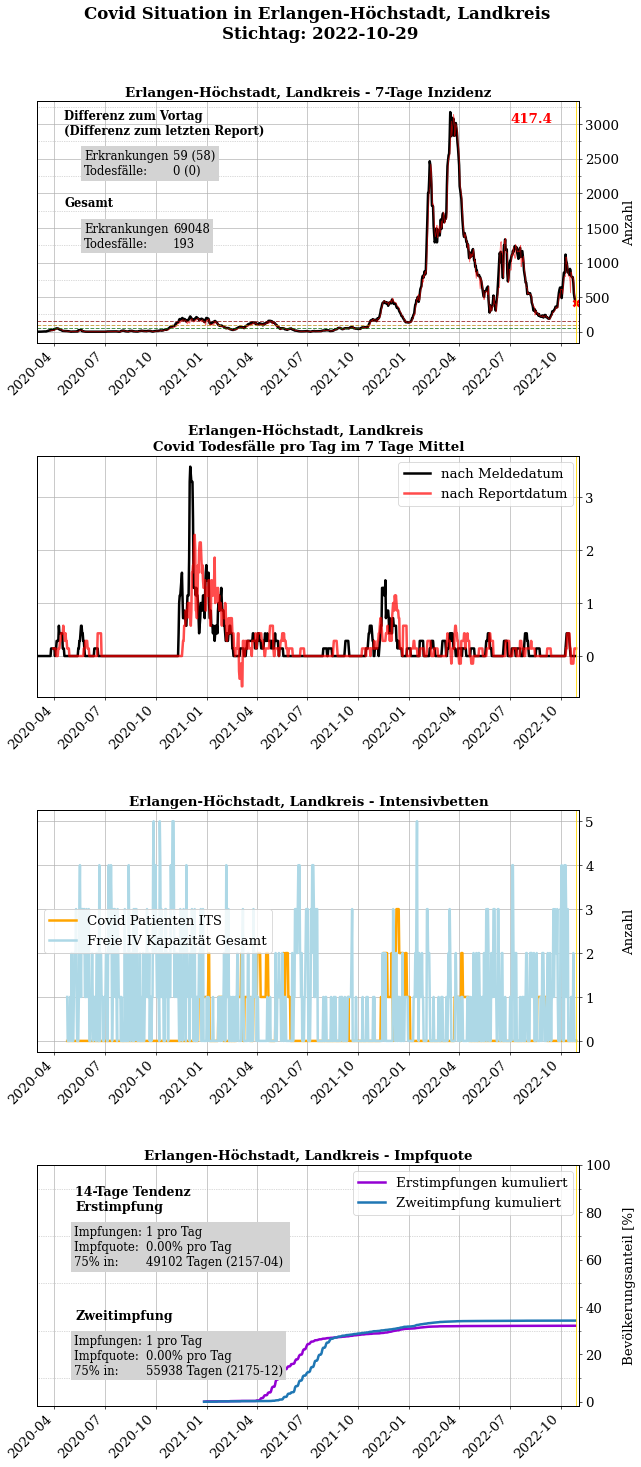 Covid Situation in Erlangen-Höchstadt, Landkreis
Stichtag: 2022-10-29
Erlangen-Höchstadt, Landkreis - 7-Tage Inzidenz
Differenz zum Vortag
(Differenz zum letzten Report)
Erkrankungen 59 (58)
Todesfälle: 0 (0)
Gesamt
Erkrankungen 69048
Todesfälle: 193
417.4
3000
2500
2000
1500
1000
500
0
Anzahl
2020-04
2020-07
2020-10
2021-01
2021-04
2021-07
2021-10
2022-01
2022-04
2022-07
2022-10
Erlangen-Höchstadt, Landkreis
Covid Todesfälle pro Tag im 7 Tage Mittel
nach Meldedatum
nach Reportdatum
3
2
1
0
2020-04
2020-07
2020-10
2021-01
2021-04
2021-07
2021-10
2022-01
2022-04
2022-07
2022-10
Erlangen-Höchstadt, Landkreis - Intensivbetten
Covid Patienten ITS
Freie IV Kapazität Gesamt
5
4
3
2
1
0
Anzahl
2020-04
2020-07
2020-10
2021-01
2021-04
2021-07
2021-10
2022-01
2022-04
2022-07
2022-10
Erlangen-Höchstadt, Landkreis - Impfquote
14-Tage Tendenz
Erstimpfung
Impfungen: 1 pro Tag
Impfquote: 0.00% pro Tag
75% in: 49102 Tagen (2157-04)
Zweitimpfung
Impfungen: 1 pro Tag
Impfquote: 0.00% pro Tag
75% in: 55938 Tagen (2175-12)
Erstimpfungen kumuliert
Zweitimpfung kumuliert
100
80
60
40
20
0
Bevölkerungsanteil [%]
2020-04
2020-07
2020-10
2021-01
2021-04
2021-07
2021-10
2022-01
2022-04
2022-07
2022-10